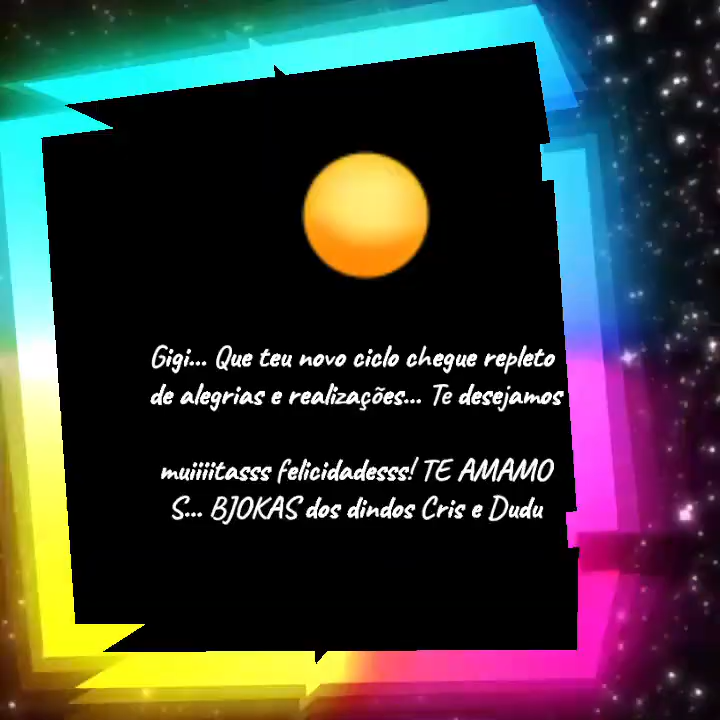 Gigi... Que teu novo ciclo chegue repleto
de alegrias e realizações... Te desejamos
muiiiitasss felicidadesss! TE AMAMO
S... BJOKAS dos dindos Cris e Dudu